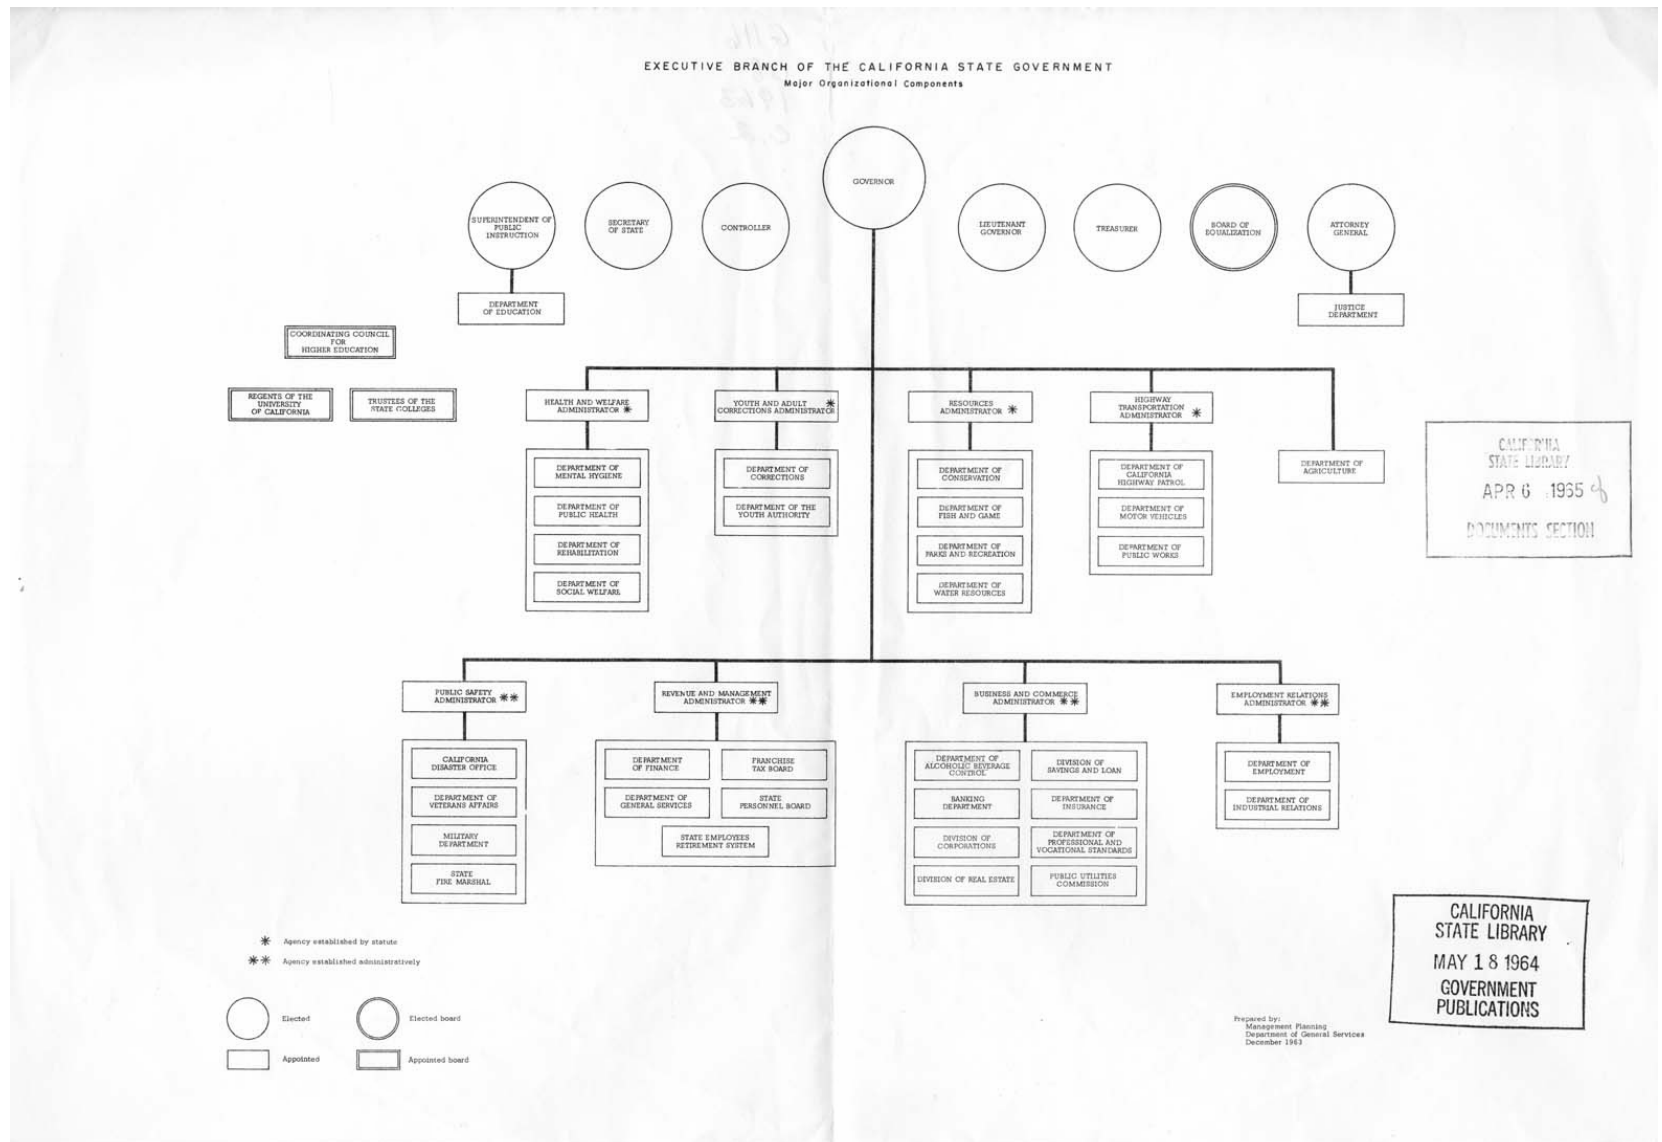 EXECUTIVE BRANCH OF THE CALIFORNIA STATE GOVERNMENT
Major Organizational Components
GOVERNOR
SUPERINTENDENT OF
PUBLIC
INSTRUCTION
SECRETARY
OF STATE
CONTROLLER
LIEUTENANT
GOVERNOR
TREASURER
BOARD OF
EQUALIZATION
ATTORNEY
GENERAL
DEPARTMENT
OF EDUCATION
JUSTICE
DEPARTMENT
COORDINATING COUNCIL
FOR
HIGHER EDUCATION
REGENTS OF THE
UNIVERSITY
OF CALIFORNIA
TRUSTEES OF THE
STATE COLLEGES
HEALTH AND WELFARE
ADMINISTRATOR *
YOUTH AND ADULT *
CORRECTIONS ADMINISTRATOR
RESOURCES
ADMINISTRATOR *
HIGHWAY
TRANSPORTATION
ADMINISTRATOR *
DEPARTMENT OF
MENTAL HYGIENE
DEPARTMENT OF
PUBLIC HEALTH
DEPARTMENT OF
REHABILITATION
DEPARTMENT OF
SOCIAL WELFARE
DEPARTMENT OF
CORRECTIONS
DEPARTMENT OF THE
YOUTH AUTHORITY
DEPARTMENT OF
CONSERVATION
DEPARTMENT OF
FISH AND GAME
DEPARTMENT OF
PARKS AND RECREATION
DEPARTMENT OF
WATER RESOURCES
DEPARTMENT OF
CALIFORNIA
HIGHWAY PATROL
DEPARTMENT OF
MOTOR VEHICLES
DEPARTMENT OF
PUBLIC WORKS
DEPARTMENT OF
AGRICULTURE
CALIFORNIA
STATE LIBRARY
APR 6 1965
DOCUMENTS SECTION
PUBLIC SAFETY
ADMINISTRATOR **
REVENUE AND MANAGEMENT
ADMINISTRATOR **
BUSINESS AND COMMERCE
ADMINISTRATOR **
EMPLOYMENT RELATIONS
ADMINISTRATOR **
CALIFORNIA
DISASTER OFFICE
DEPARTMENT OF
VETERANS AFFAIRS
MILITARY
DEPARTMENT
STATE
FIRE MARSHAL
DEPARTMENT
OF FINANCE
FRANCHISE
TAX BOARD
DEPARTMENT OF
GENERAL SERVICES
STATE
PERSONNEL BOARD
STATE EMPLOYEES
RETIREMENT SYSTEM
DEPARTMENT OF
ALCOHOLIC BEVERAGE
CONTROL
DIVISION OF
SAVINGS AND LOAN
BANKING
DEPARTMENT
DEPARTMENT OF
INSURANCE
DIVISION OF
CORPORATIONS
DEPARTMENT OF
PROFESSIONAL AND
VOCATIONAL STANDARDS
DIVISION OF REAL ESTATE
PUBLIC UTILITIES
COMMISSION
DEPARTMENT OF
EMPLOYMENT
DEPARTMENT OF
INDUSTRIAL RELATIONS
* Agency established by statute
** Agency established administratively
Elected
Elected board
Appointed
Appointed board
CALIFORNIA
STATE LIBRARY
MAY 18 1964
GOVERNMENT
PUBLICATIONS
Prepared by:
Management Planning
Department of General Services
December 1963